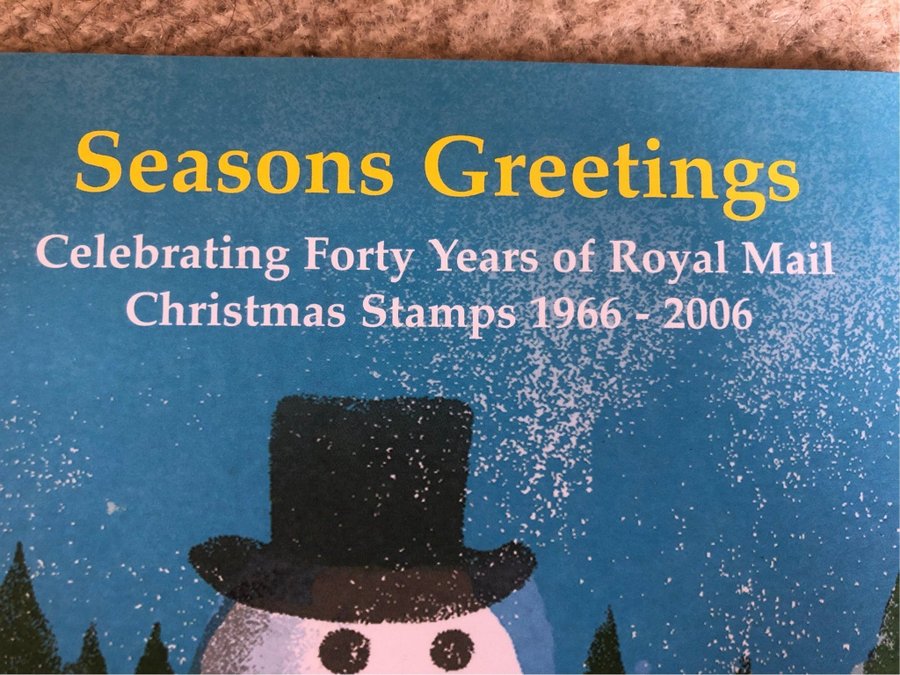 Seasons Greetings
Celebrating Forty Years of Royal Mail
Christmas Stamps 1966 - 2006